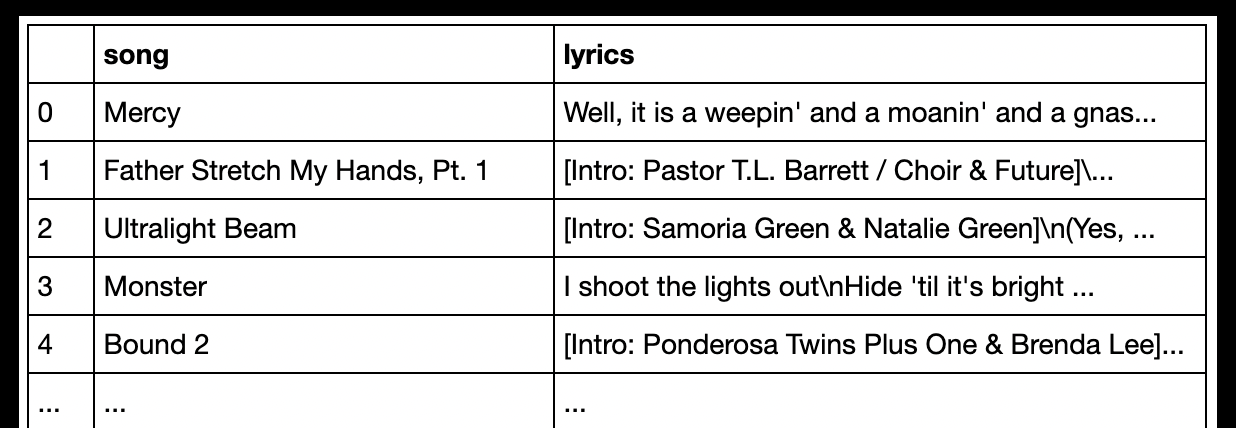 song lyrics
0 Mercy Well, it is a weepin' and a moanin' and a gnas...
1 Father Stretch My Hands, Pt. 1 [Intro: Pastor T.L. Barrett / Choir & Future]\...
2 Ultralight Beam [Intro: Samoria Green & Natalie Green]\n(Yes, ...
3 Monster I shoot the lights out\nHide 'til it's bright ...
4 Bound 2 [Intro: Ponderosa Twins Plus One & Brenda Lee]...
... ... ...